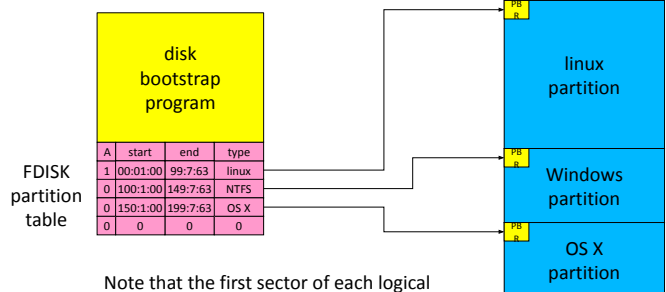 disk
bootstrap
program
FDISK
partition
table
A start end type
1 00:01:00 99:7:63 linux
0 100:1:00 149:7:63 NTFS
0 150:1:00 199:7:63 OS X
0 0 0 0
PB
R
linux
partition
PB
R
Windows
partition
PB
R
OS X
partition
Note that the first sector of each logical